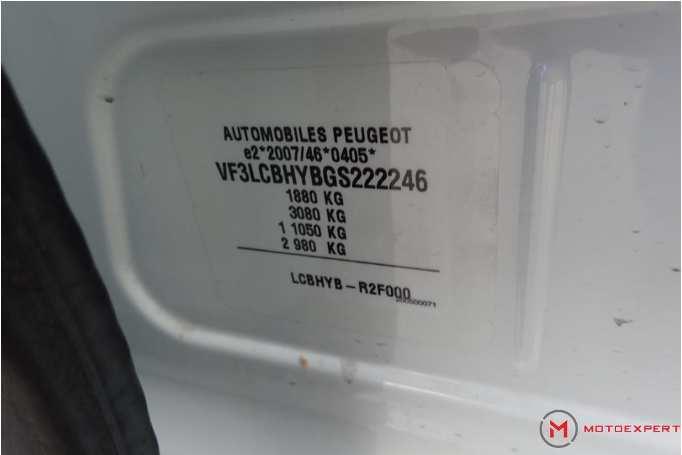 AUTOMOBILES PEUGEOT
e2*2007/46*0405*
VF3LCBHYBGS222246
1880 KG
3080 KG
1 1050 KG
2 980 KG
LCBHYB - R2F000
M MOTOEXPERT